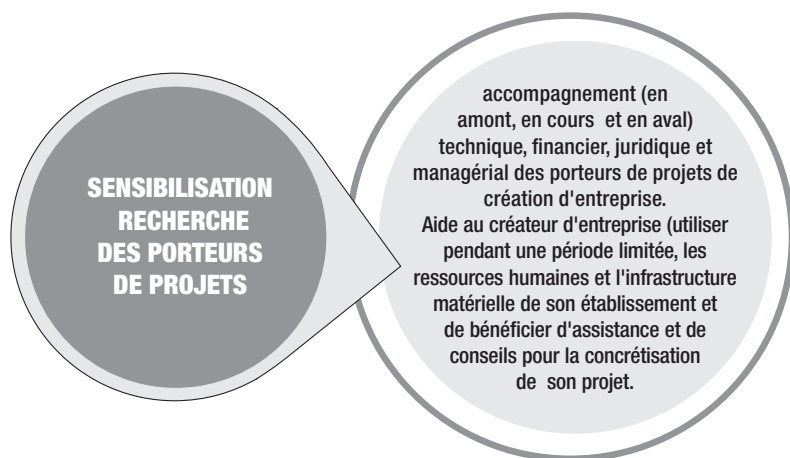 SENSIBILISATION
RECHERCHE
DES PORTEURS
DE PROJETS
accompagnement (en
amont, en cours et en aval)
technique, financier, juridique et
managérial des porteurs de projets de
création d'entreprise.
Aide au créateur d'entreprise (utiliser
pendant une période limitée, les
ressources humaines et l'infrastructure
matérielle de son établissement et
de bénéficier d'assistance et de
conseils pour la concrétisation
de son projet.